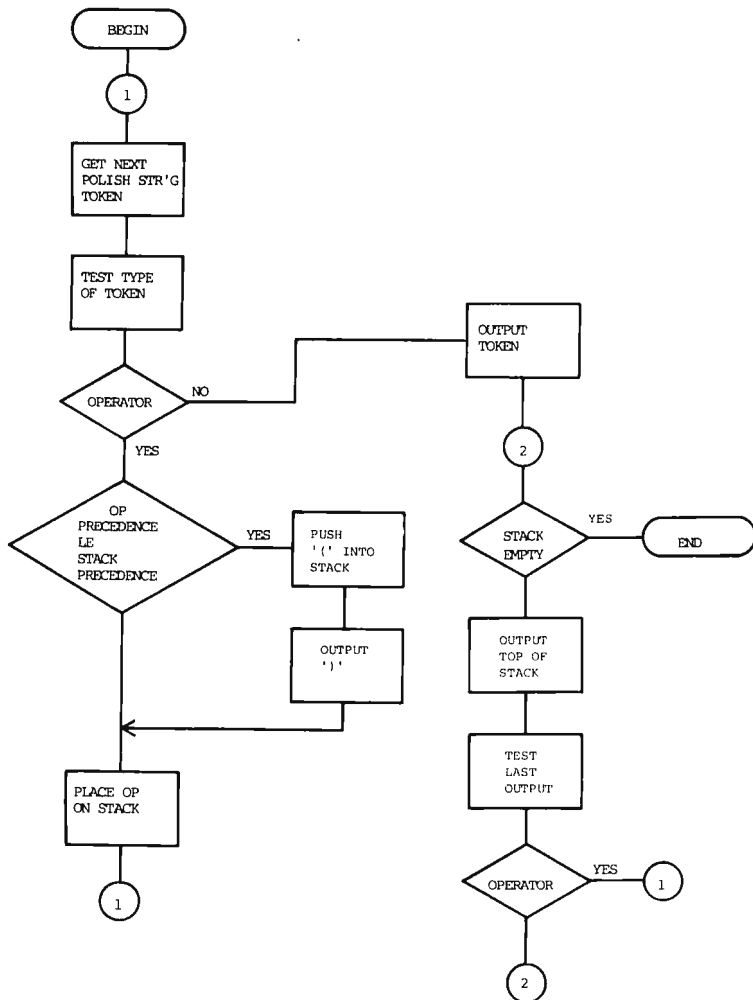 BEGIN
1
GET NEXT
POLISH STR'G
TOKEN
TEST TYPE
OF TOKEN
OPERATOR
NO
YES
OP
PRECEDENCE
LE
STACK
PRECEDENCE
YES
PUSH
'(' INTO
STACK
OUTPUT
')'
PLACE OP
ON STACK
1
OUTPUT
TOKEN
2
STACK
EMPTY
YES
END
OUTPUT
TOP OF
STACK
TEST
LAST
OUTPUT
OPERATOR
YES
1
2